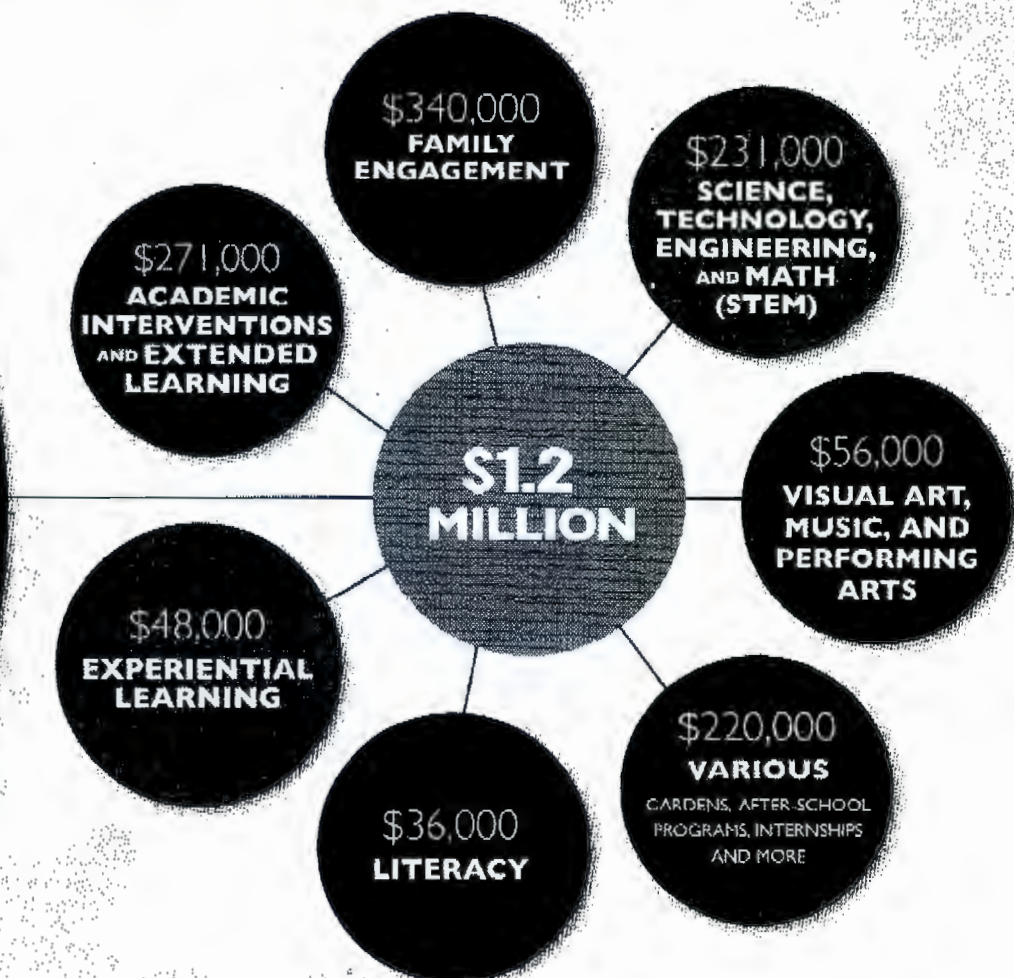 $340,000
FAMILY
ENGAGEMENT
$231,000
SCIENCE,
TECHNOLOGY,
ENGINEERING,
AND MATH
(STEM)
$271,000
ACADEMIC
INTERVENTIONS
AND EXTENDED
LEARNING
$1.2
MILLION
$56,000
VISUAL ART,
MUSIC, AND
PERFORMING
ARTS
$48,000
EXPERIENTIAL
LEARNING
$36,000
LITERACY
$220,000
VARIOUS
GARDENS, AFTER-SCHOOL
PROGRAMS, INTERNSHIPS
AND MORE